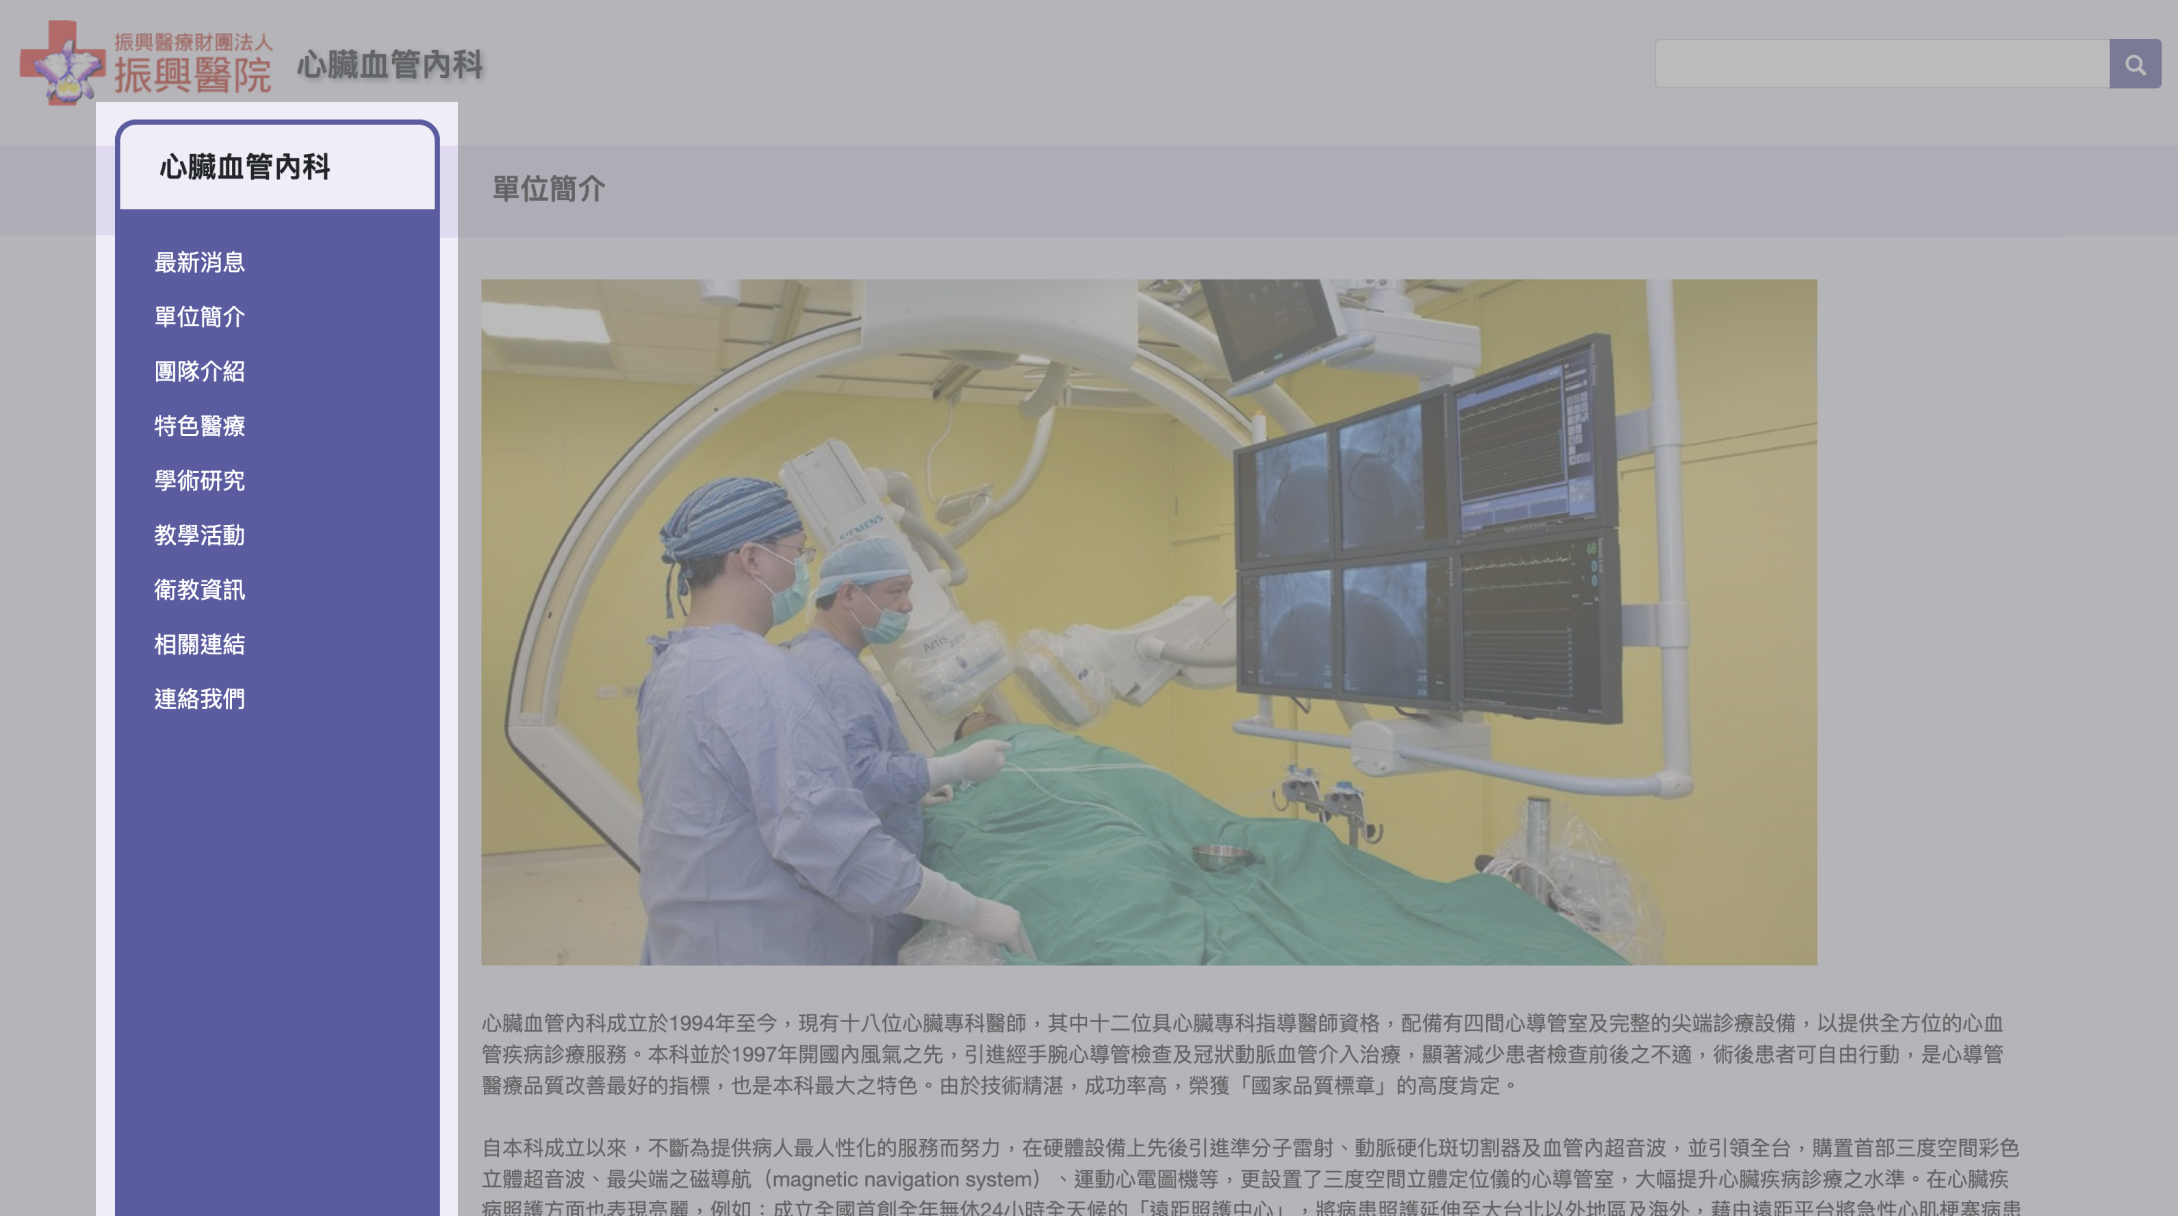 振興醫療財團法人
振興醫院
心臟血管內科
心臟血管內科
最新消息
單位簡介
團隊介紹
特色醫療
學術研究
教學活動
衛教資訊
相關連結
連絡我們
單位簡介
SIEMENS
Artis
心臟血管內科成立於1994年至今，現有十八位心臟專科醫師，其中十二位具心臟專科指導醫師資格，配備有四間心導管室及完整的尖端診療設備，以提供全方位的心血
管疾病診療服務。本科並於1997年開國內風氣之先，引進經手腕心導管檢查及冠狀動脈血管介入治療，顯著減少患者檢查前後之不適，術後患者可自由行動，是心導管
醫療品質改善最好的指標，也是本科最大之特色。由於技術精湛，成功率高，榮獲「國家品質標章」的高度肯定。
自本科成立以來，不斷為提供病人最人性化的服務而努力，在硬體設備上先後引進準分子雷射、動脈硬化斑切割器及血管內超音波，並引領全台，購置首部三度空間彩色
立體超音波、最尖端之磁導航（magnetic navigation system）、運動心電圖機等，更設置了三度空間立體定位儀的心導管室，大幅提升心臟疾病診療之水準。在心臟疾
病照護方面也表現亮麗，例如：成立全國首創全年無休24小時全天候的「遠距照護中心」，將病患照護延伸至大台北以外地區及海外，藉由遠距平台將急性心肌梗塞病患